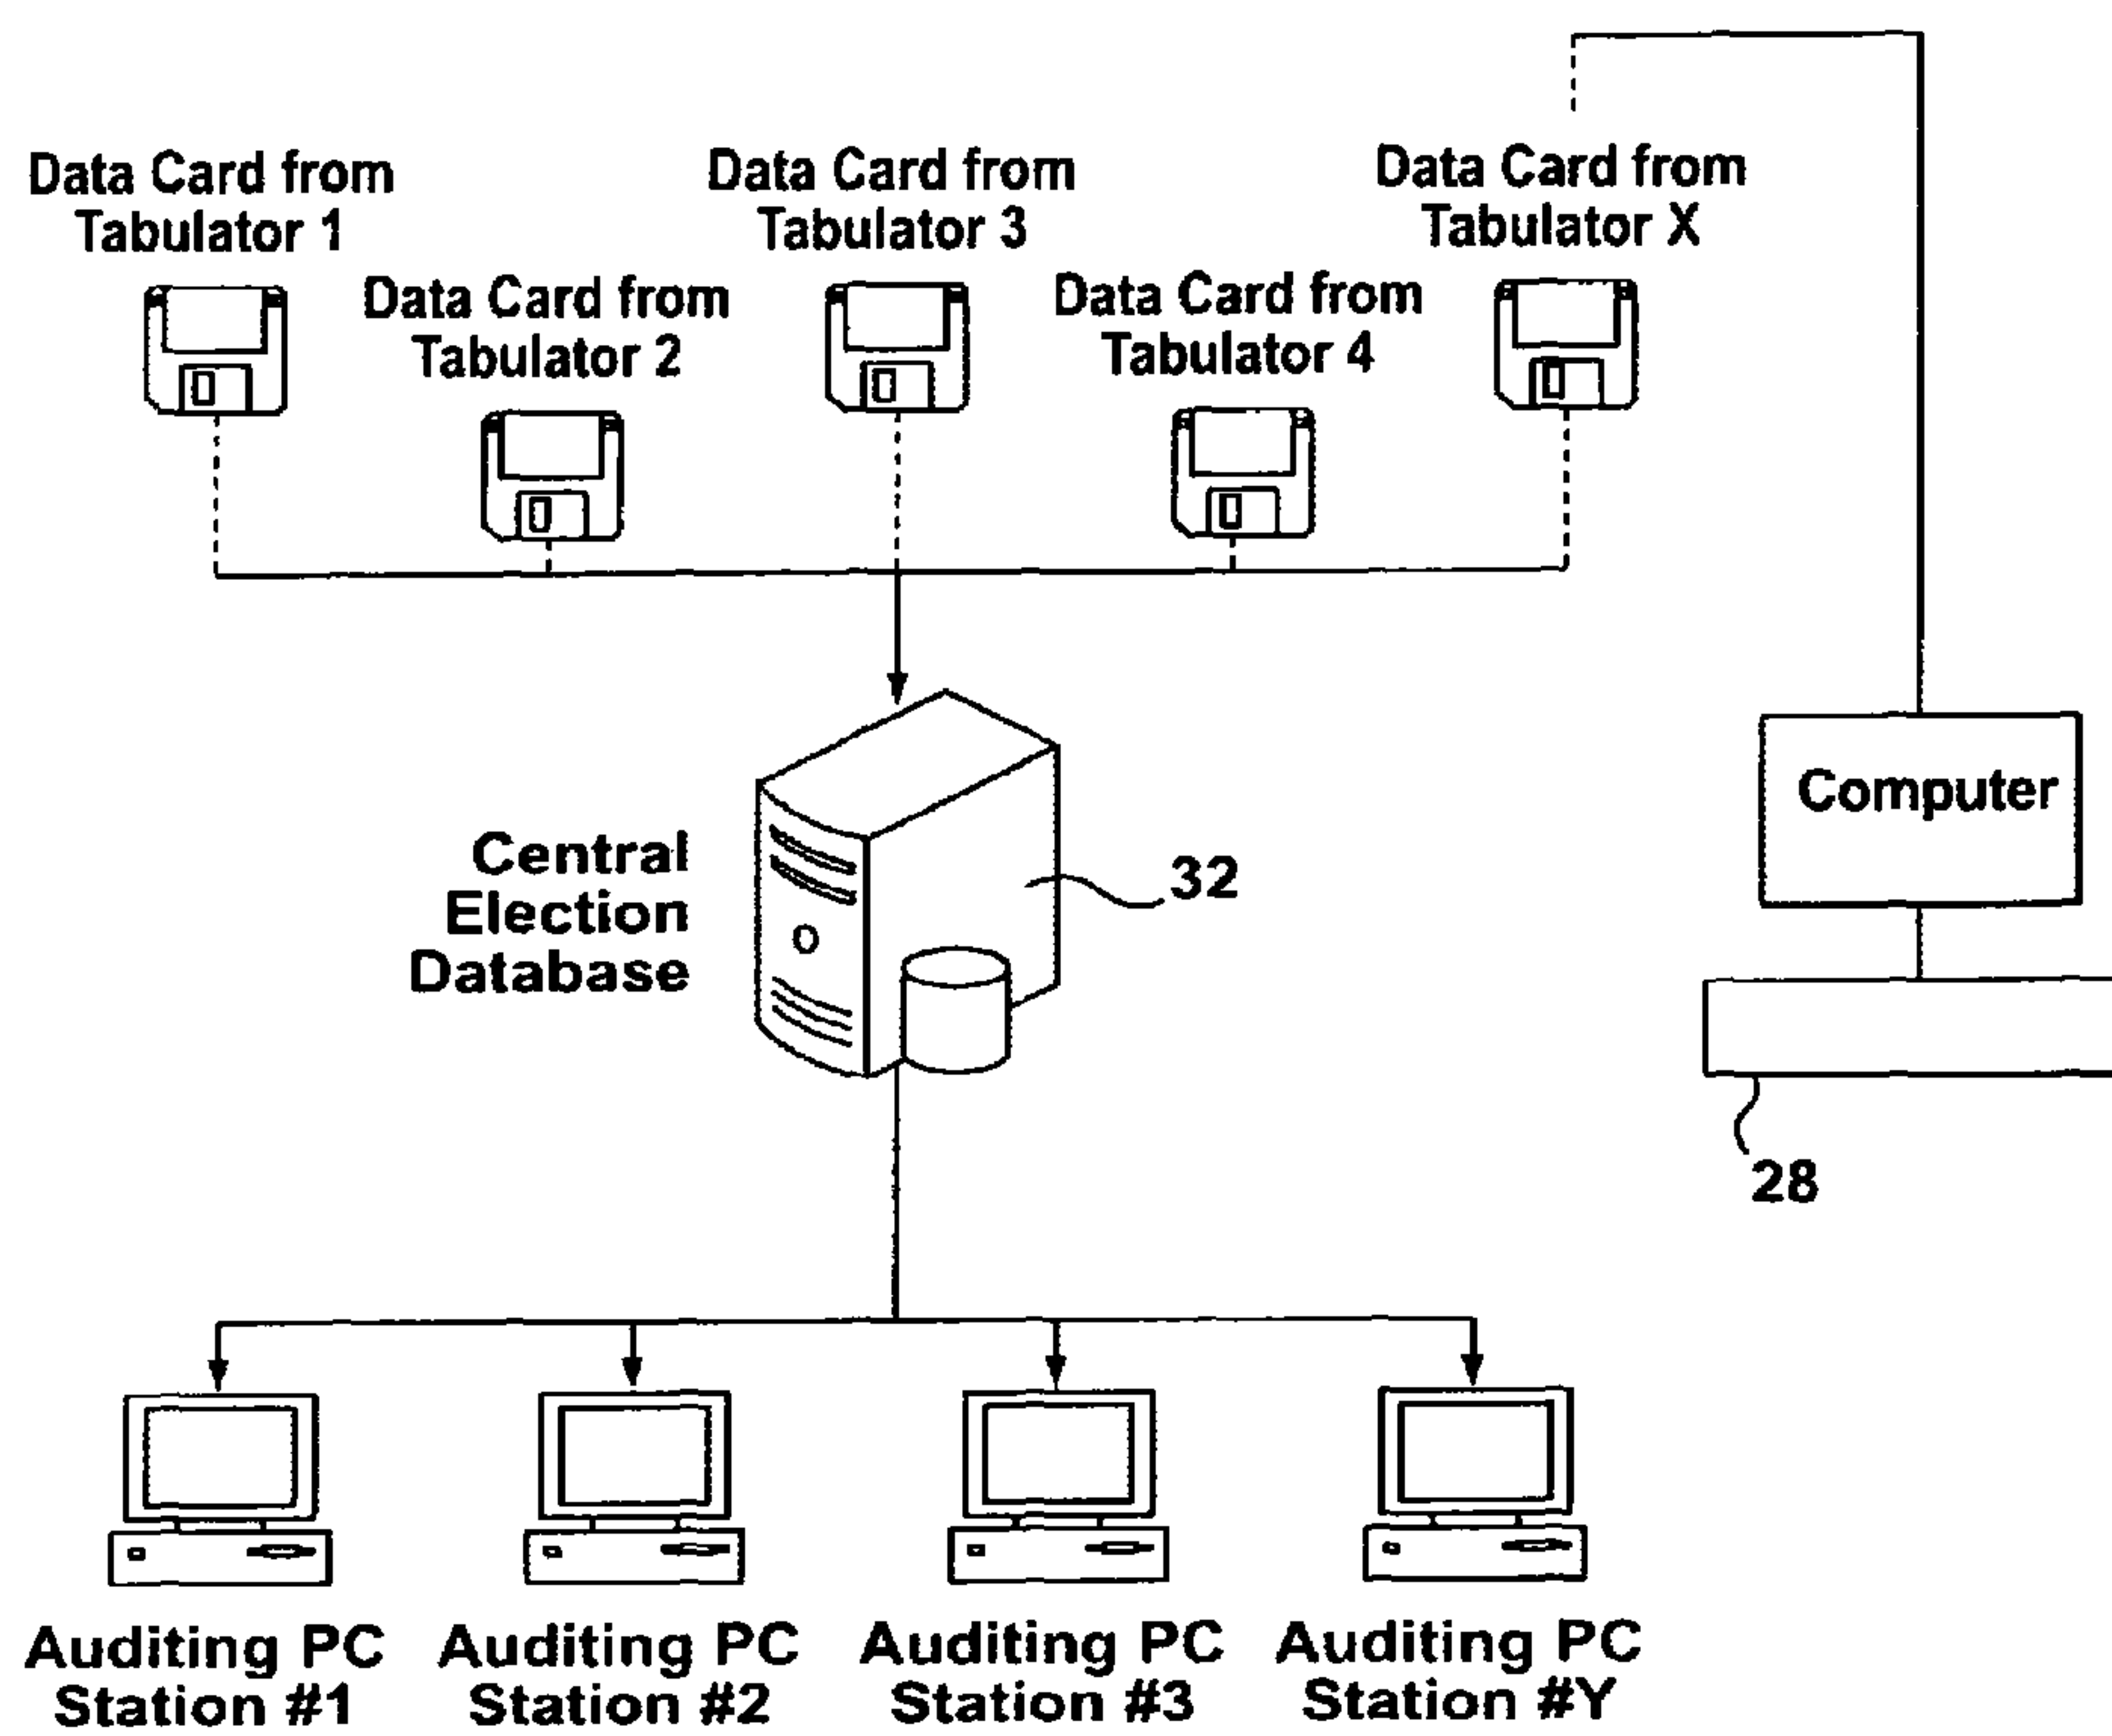 Data Card from
Tabulator 1
Data Card from
Tabulator 2
Data Card from
Tabulator 3
Data Card from
Tabulator 4
Data Card from
Tabulator X
Computer
Central
Election
Database
32
28
Auditing PC
Station #1
Auditing PC
Station #2
Auditing PC
Station #3
Auditing PC
Station #Y